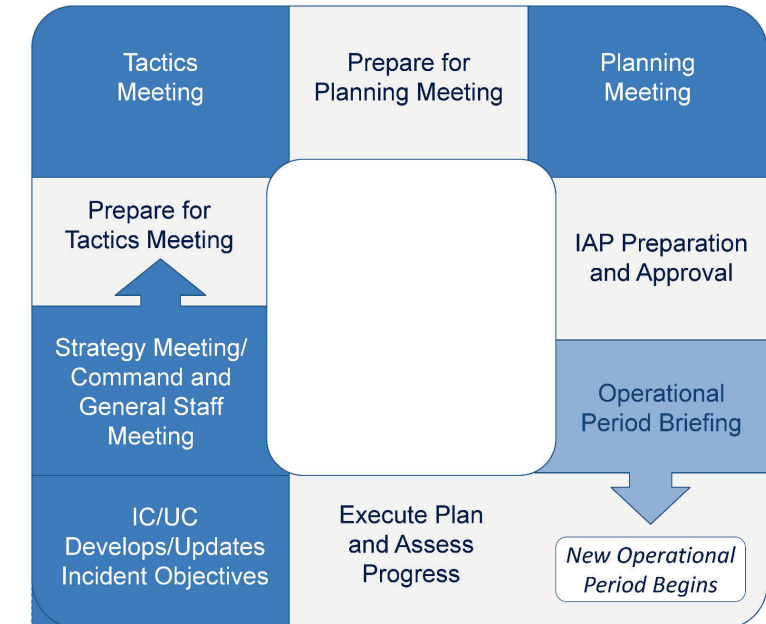 Tactics
Meeting
Prepare for
Planning Meeting
Planning
Meeting
Prepare for
Tactics Meeting
IAP Preparation
and Approval
Strategy Meeting/
Command and
General Staff
Meeting
Operational
Period Briefing
IC/UC
Develops/Updates
Incident Objectives
Execute Plan
and Assess
Progress
New Operational
Period Begins